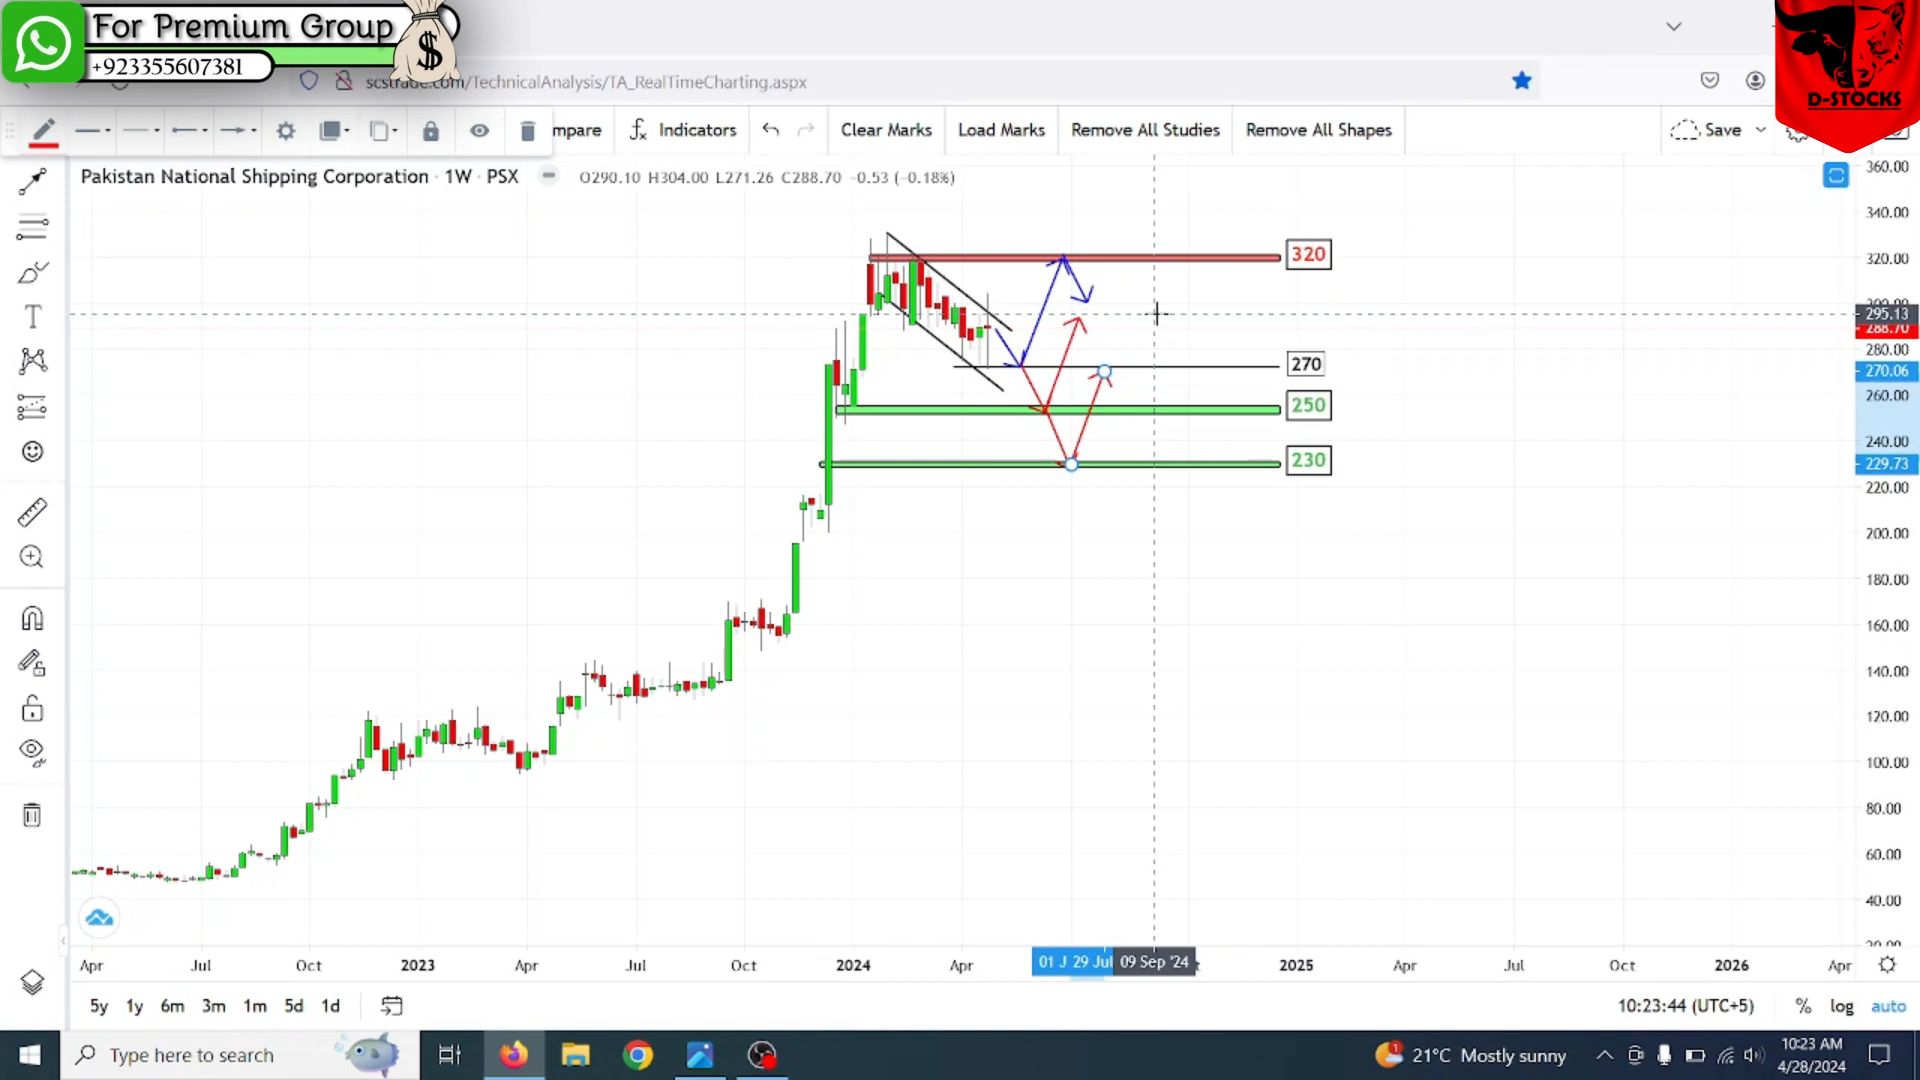 For Premium Group
+923355607381
$
scstrade.com/TechnicalAnalysis/TA_RealTimeCharting.aspx
D-STOCKS
mpare
Indicators
Clear Marks
Load Marks
Remove All Studies
Remove All Shapes
Save
Pakistan National Shipping Corporation · 1W · PSX
O290.10 H304.00 L271.26 C288.70 −0.53 (−0.18%)
360.00
340.00
320
320.00
295.13
288.70
280.00
270
270.06
260.00
250
240.00
230
229.73
220.00
200.00
180.00
160.00
140.00
120.00
100.00
80.00
60.00
40.00
Apr Jul Oct 2023 Apr Jul Oct 2024 Apr 01 J 29 Jul 09 Sep '24 2025 Apr Jul Oct 2026 Apr
5y 1y 6m 3m 1m 5d 1d
10:23:44 (UTC+5) % log auto
Type here to search
1
21°C Mostly sunny
10:23 AM
4/28/2024